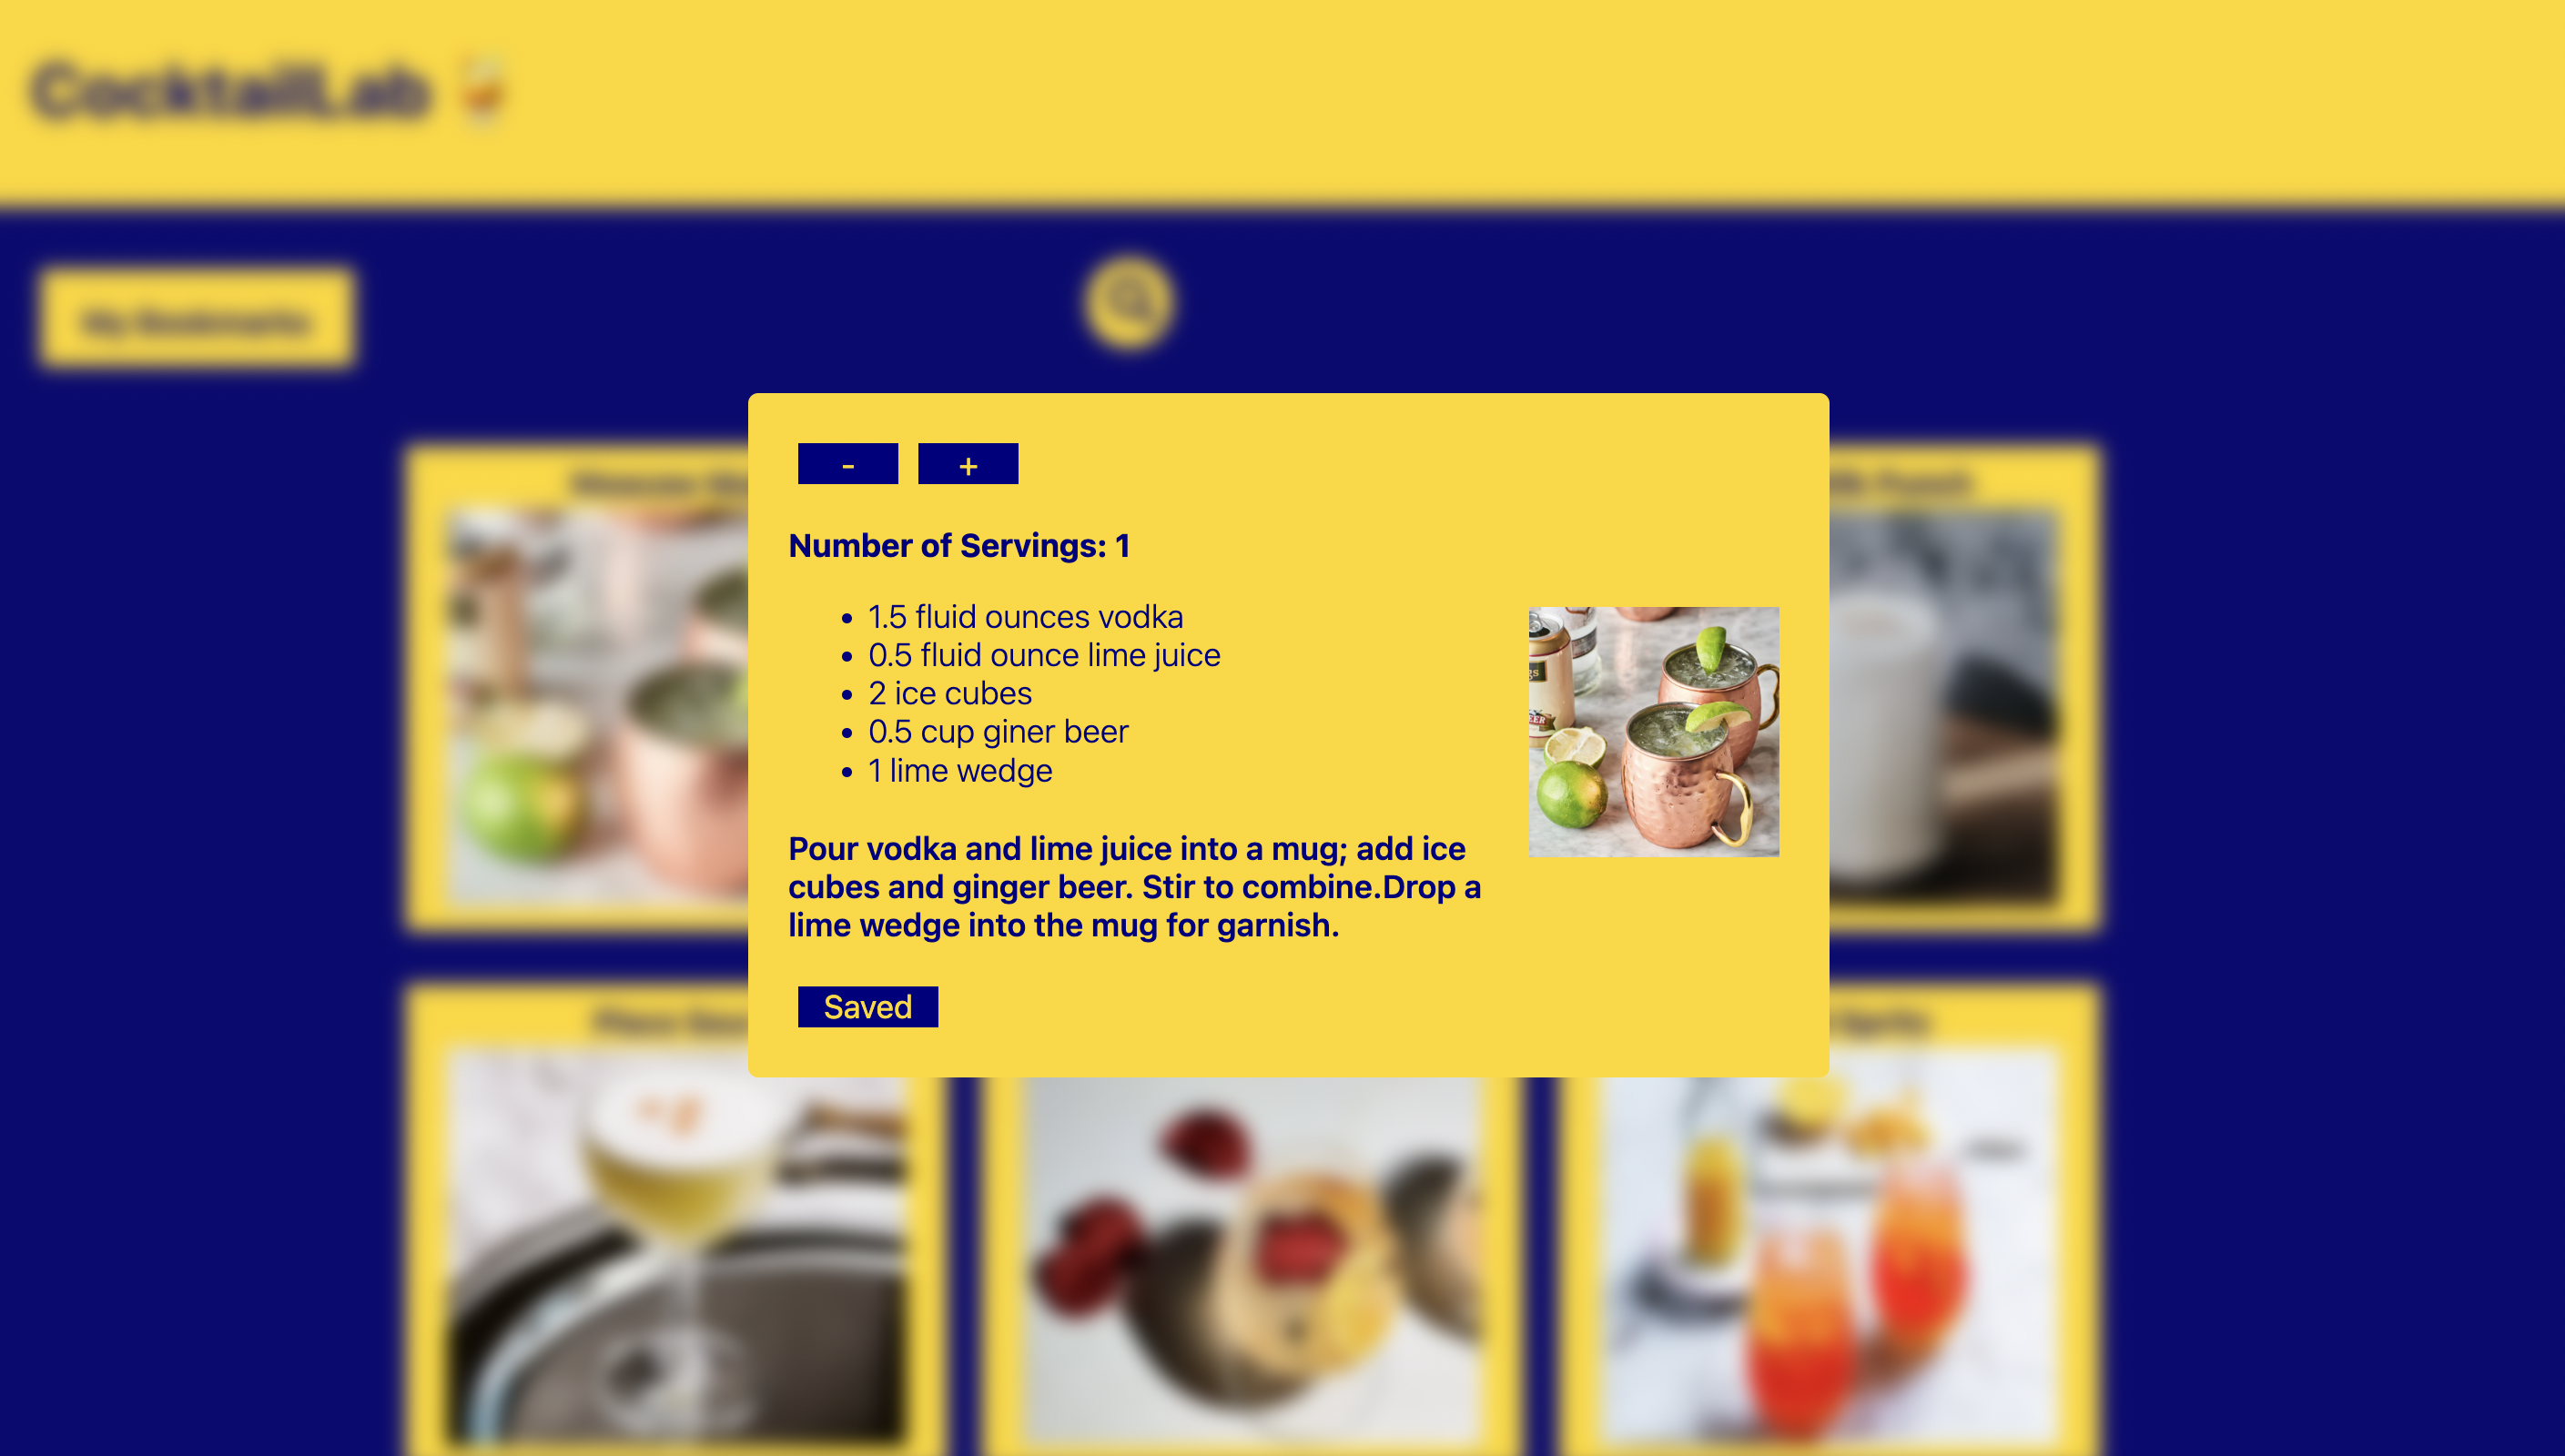 CocktailLab
My Bookmarks
-
+
Number of Servings: 1
1.5 fluid ounces vodka
0.5 fluid ounce lime juice
2 ice cubes
0.5 cup giner beer
1 lime wedge
Pour vodka and lime juice into a mug; add ice
cubes and ginger beer. Stir to combine.Drop a
lime wedge into the mug for garnish.
Saved